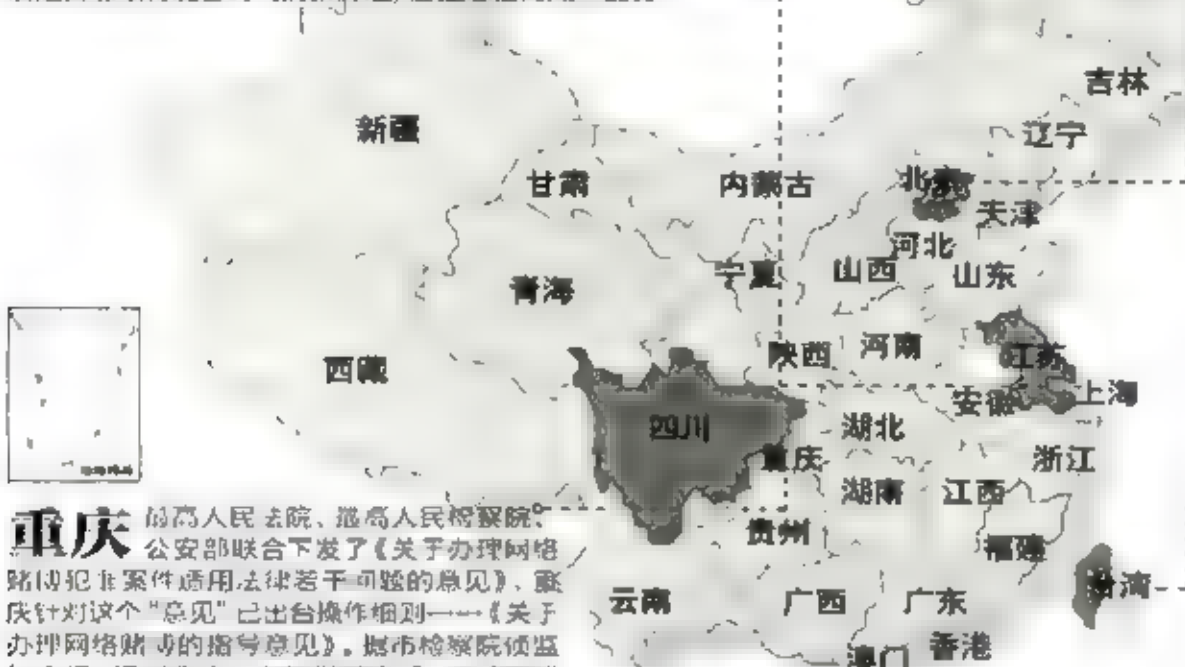 吉林
新疆
辽宁
甘肃
内蒙古
北京
天津
河北
宁夏
山西
山东
青海
陕西
河南
江苏
西藏
安徽
上海
四川
湖北
重庆
浙江
湖南
江西
贵州
福建
云南
广西
广东
台湾
澳门
香港
重庆 最高人民法院、最高人民检察院、
公安部联合下发了《关于办理网络
赌博犯罪案件适用法律若干问题的意见》，重
庆针对这个“意见”已出台操作细则——《关于
办理网络赌博的指导意见》。据市检察院侦监